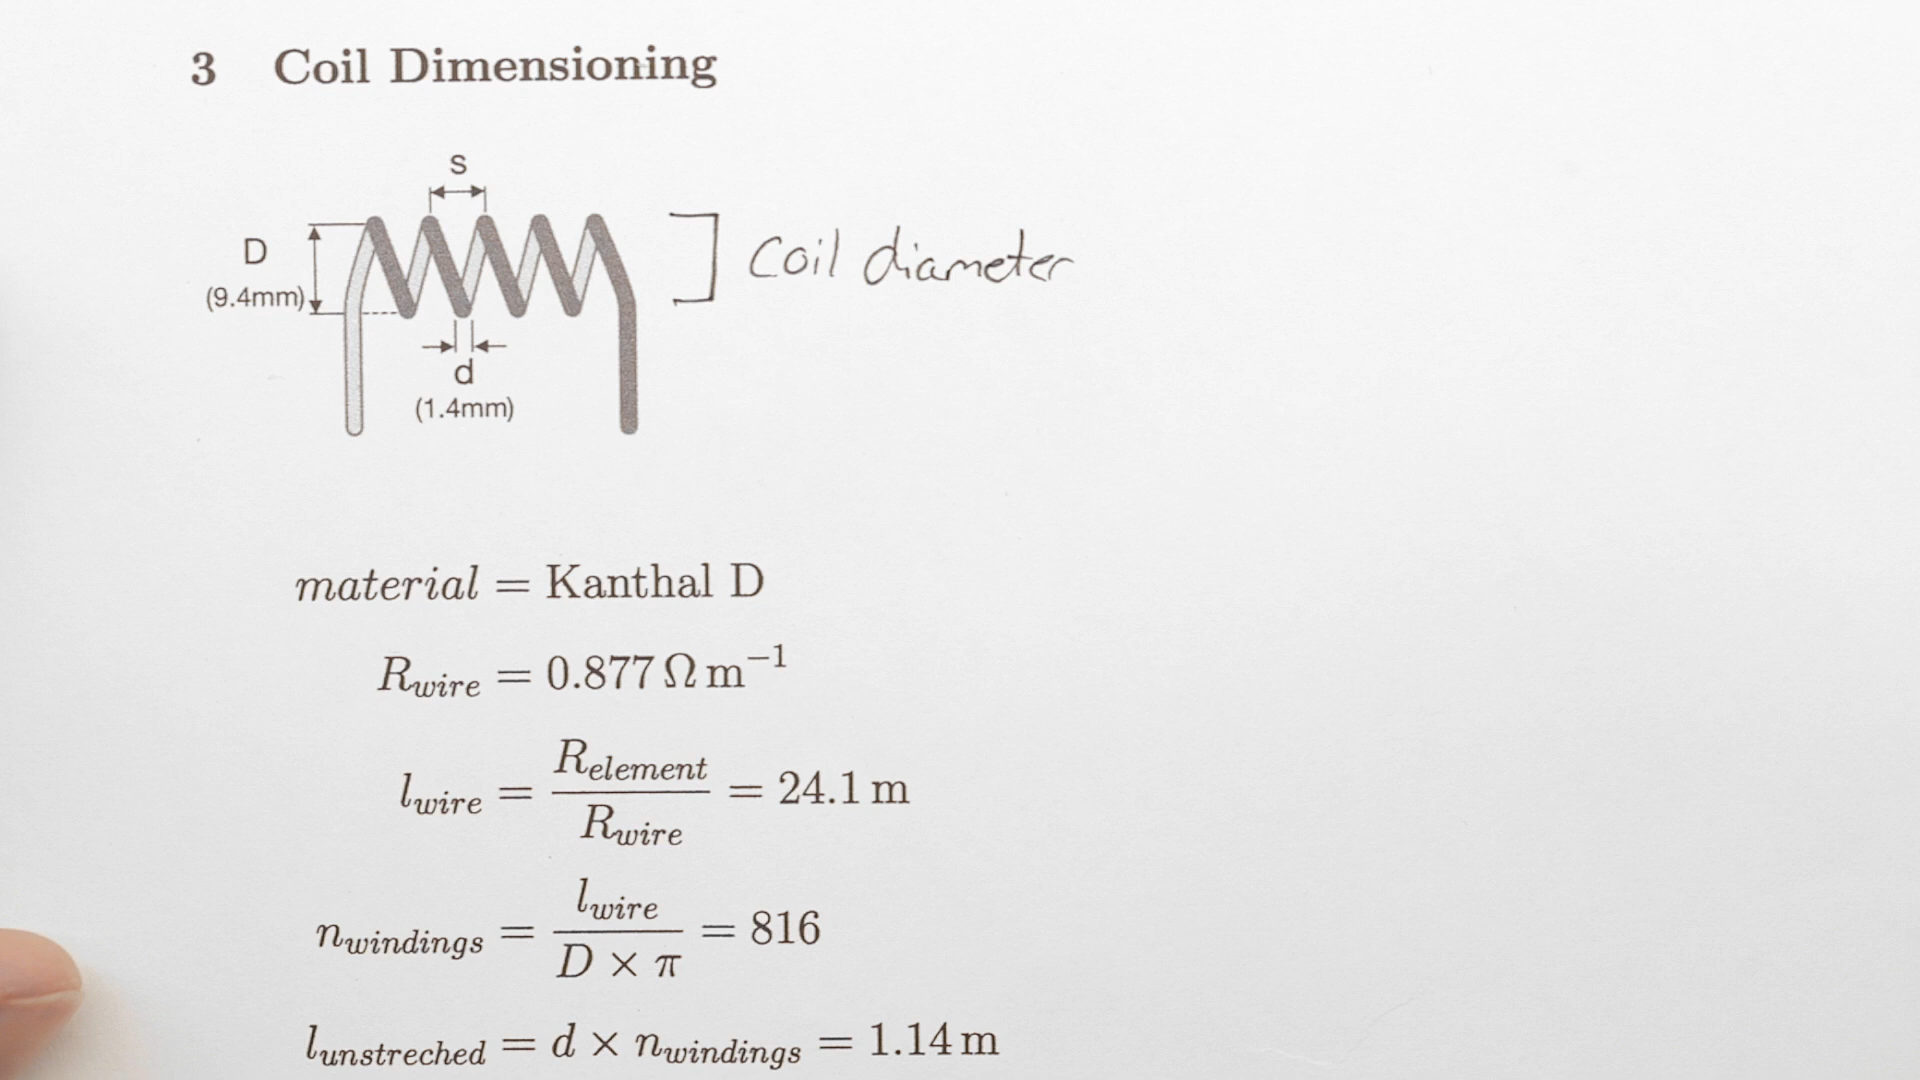 3 Coil Dimensioning
s
D
(9.4mm)
Coil diameter
d
(1.4mm)
material = Kanthal D
R_wire = 0.877 Ω m⁻¹
l_wire = R_element / R_wire = 24.1 m
n_windings = l_wire / D × π = 816
l_unstreched = d × n_windings = 1.14 m